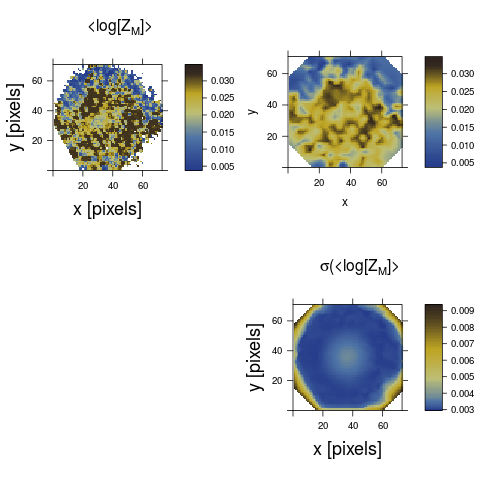 <log[Z_M]>
60
40
20
20 40 60
x [pixels]
y [pixels]
0.030
0.025
0.020
0.015
0.010
0.005
60
40
20
20 40 60
x
y
0.030
0.025
0.020
0.015
0.010
0.005
σ(<log[Z_M]>
60
40
20
20 40 60
x [pixels]
y [pixels]
0.009
0.008
0.007
0.006
0.005
0.004
0.003